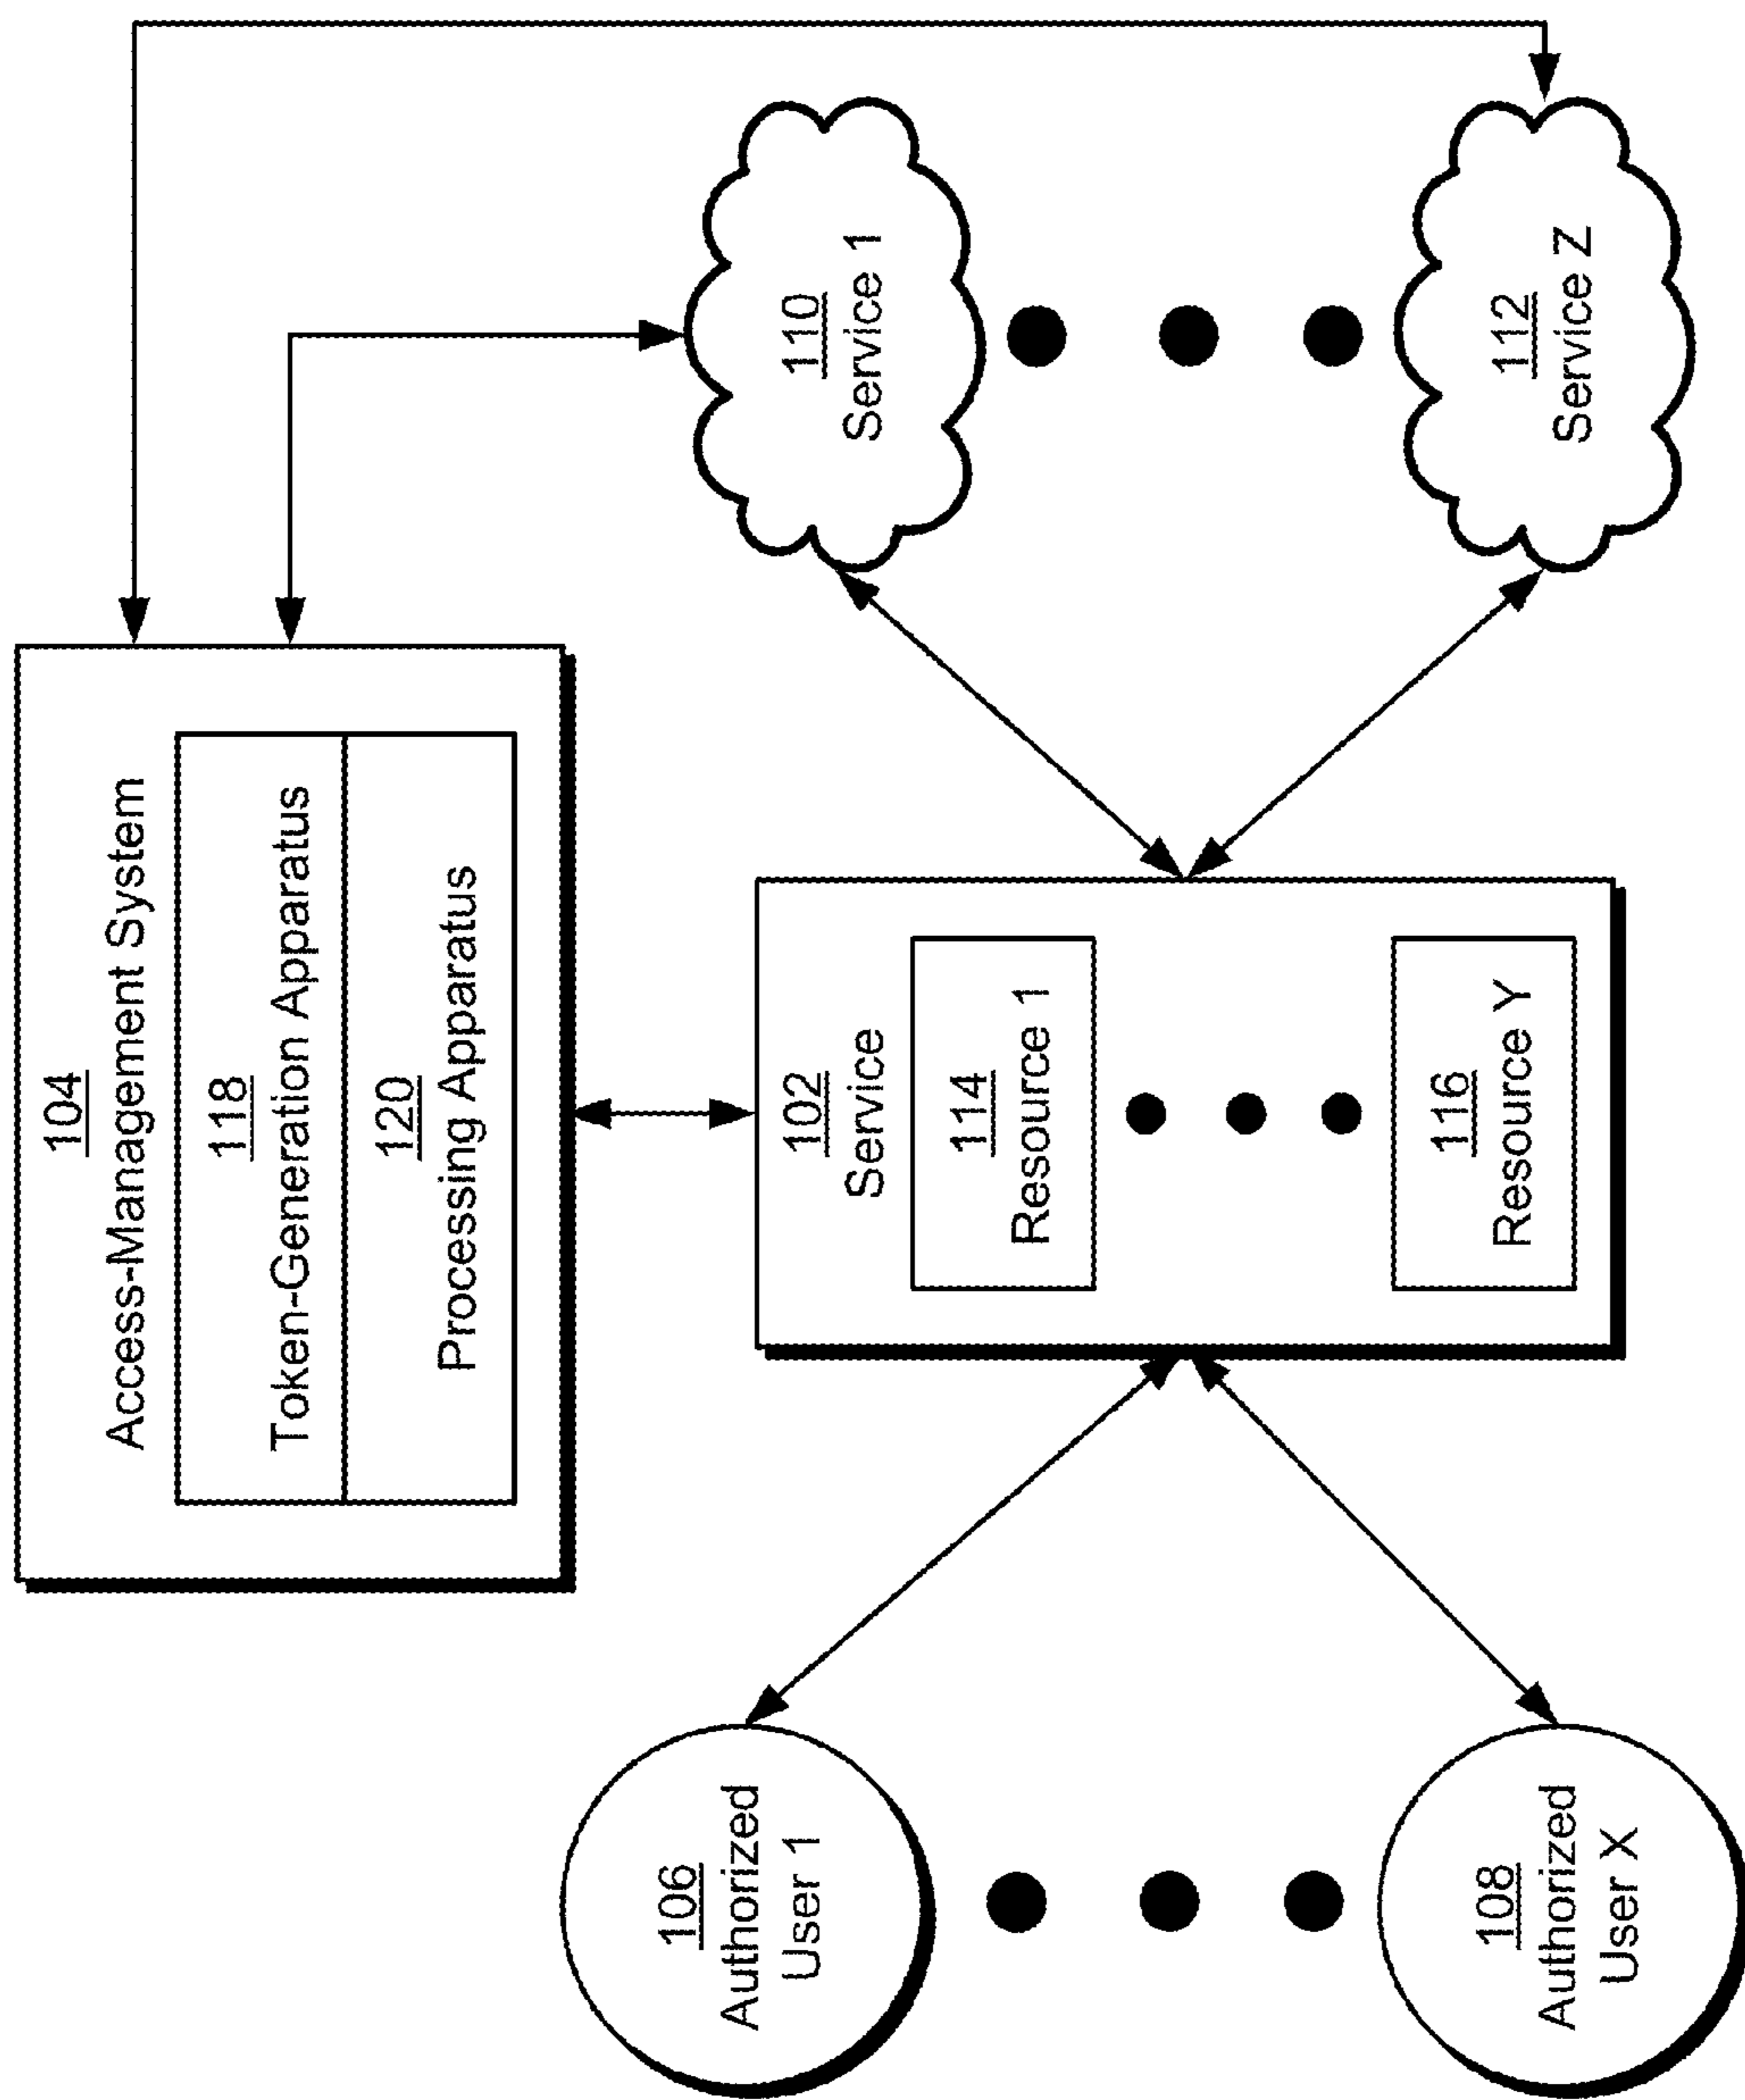 104
Access-Management System
118
Token-Generation Apparatus
120
Processing Apparatus
106
Authorized
User 1
108
Authorized
User X
102
Service
114
Resource 1
116
Resource Y
110
Service 1
112
Service Z